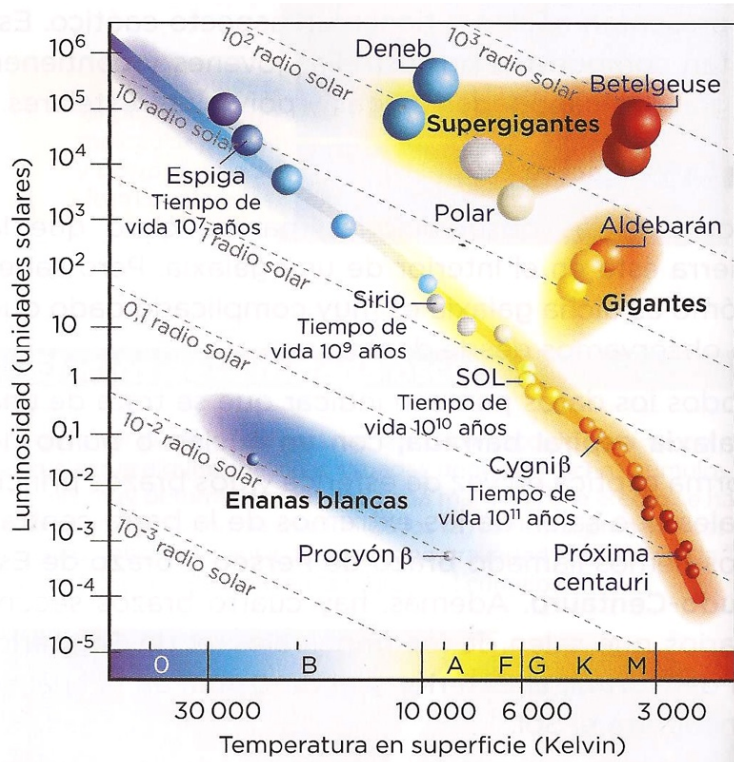 10² radio solar
10³ radio solar
Deneb
Betelgeuse
10⁶
10⁵
10⁴
10³
10²
10
1
0,1
10⁻²
10⁻³
10⁻⁴
10⁻⁵
Luminosidad (unidades solares)
10 radio solar
Supergigantes
Espiga
Tiempo de
vida 10⁷ años
Polar
Aldebarán
1 radio solar
Gigantes
Sirio
Tiempo de
vida 10⁹ años
0,1 radio solar
SOL
Tiempo de
vida 10¹⁰ años
10⁻² radio solar
Cygniβ
Tiempo de
vida 10¹¹ años
Enanas blancas
10⁻³ radio solar
Procyón β
Próxima
centauri
O B A F G K M
30 000 10 000 6 000 3 000
Temperatura en superficie (Kelvin)